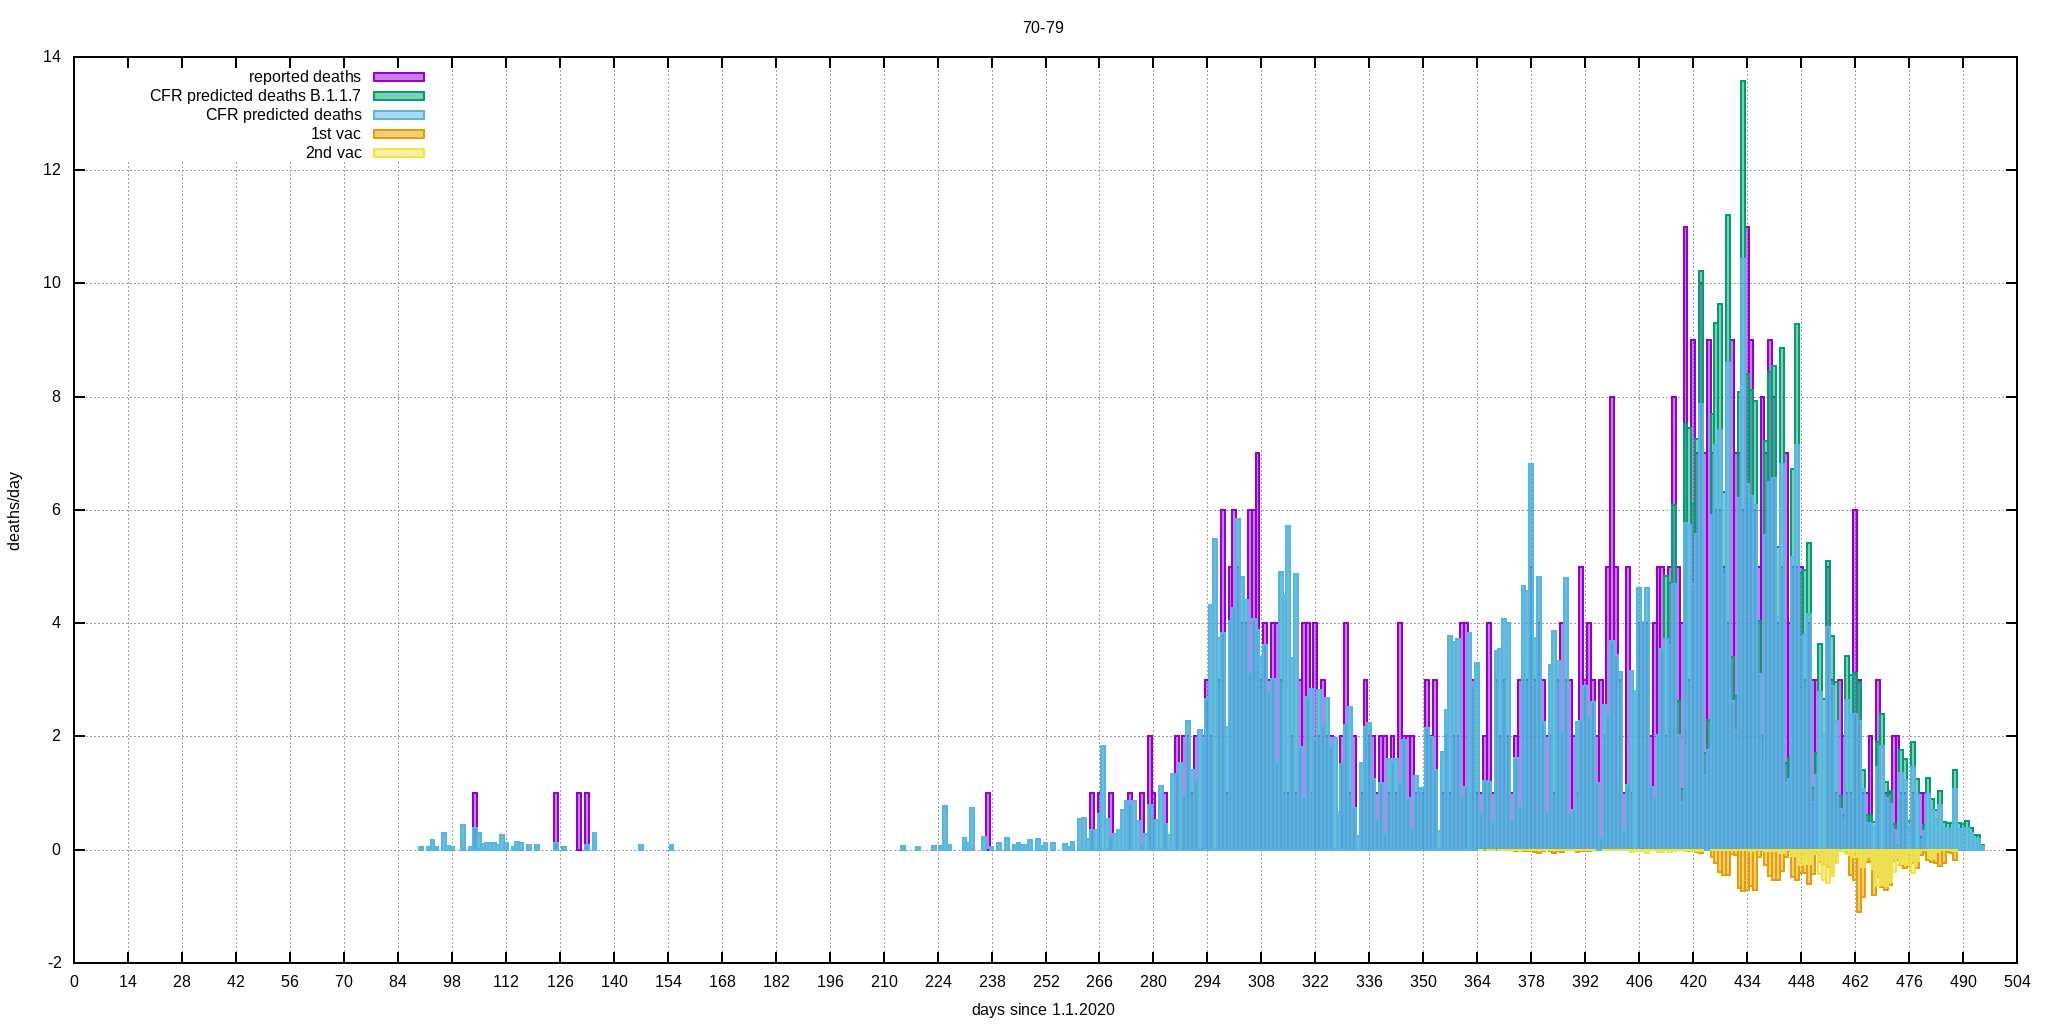 70-79
14
reported deaths
CFR predicted deaths B.1.1.7
CFR predicted deaths
1st vac
2nd vac
12
10
8
6
4
2
0
-2
deaths/day
0 14 28 42 56 70 84 98 112 126 140 154 168 182 196 210 224 238 252 266 280 294 308 322 336 350 364 378 392 406 420 434 448 462 476 490 504
days since 1.1.2020